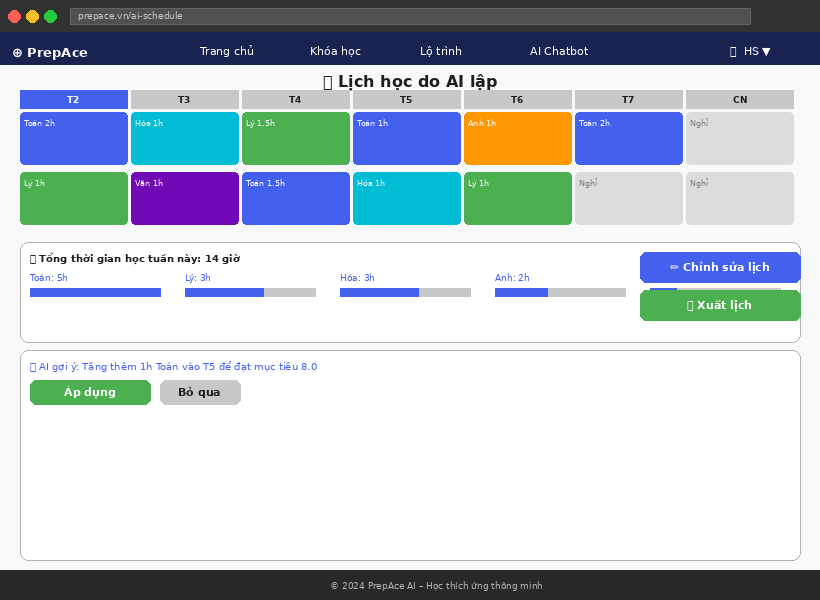 prepace.vn/ai-schedule
⊕ PrepAce Trang chủ Khóa học Lộ trình AI Chatbot HS ▼
Lịch học do AI lập
T2 T3 T4 T5 T6 T7 CN
Toán 2h Hóa 1h Lý 1.5h Toán 1h Anh 1h Toán 2h Nghỉ
Lý 1h Văn 1h Toán 1.5h Hóa 1h Lý 1h Nghỉ Nghỉ
Tổng thời gian học tuần này: 14 giờ
Toán: 5h Lý: 3h Hóa: 3h Anh: 2h
✏ Chỉnh sửa lịch
Xuất lịch
AI gợi ý: Tăng thêm 1h Toán vào T5 để đạt mục tiêu 8.0
Áp dụng Bỏ qua
© 2024 PrepAce AI – Học thích ứng thông minh